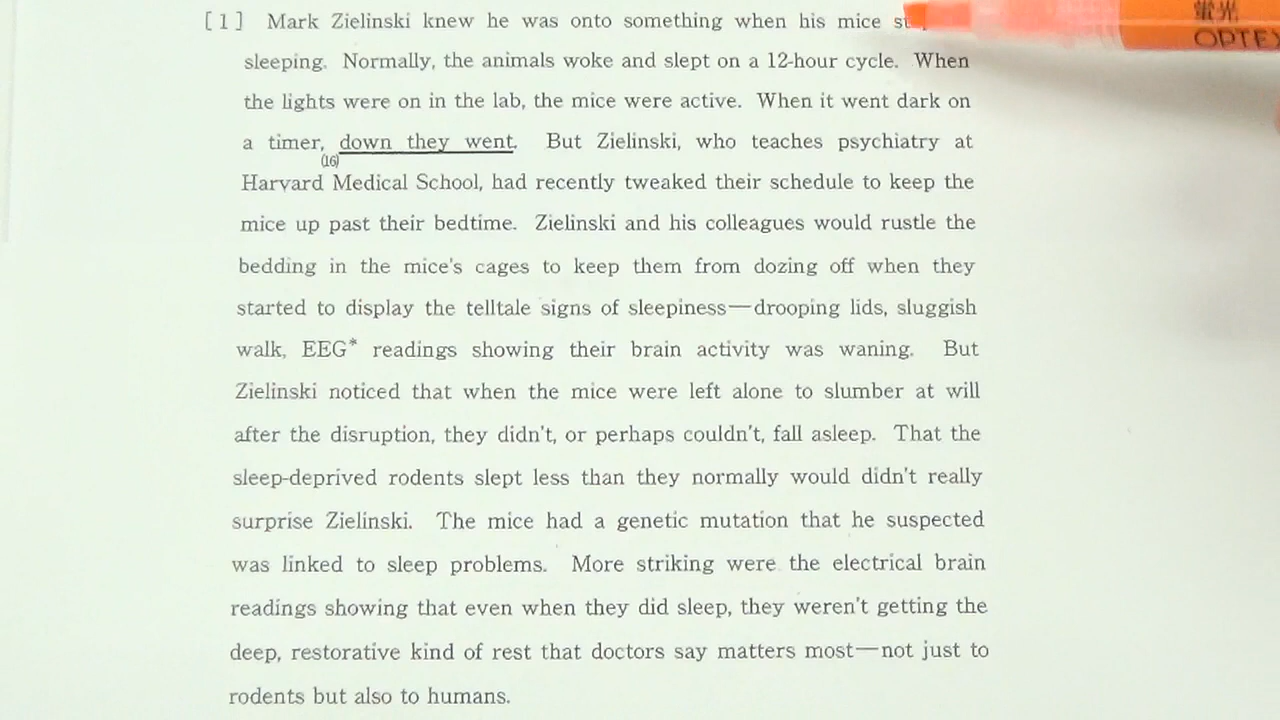 [1] Mark Zielinski knew he was onto something when his mice
sleeping. Normally, the animals woke and slept on a 12-hour cycle. When
the lights were on in the lab, the mice were active. When it went dark on
a timer, down they went. But Zielinski, who teaches psychiatry at
(16)
Harvard Medical School, had recently tweaked their schedule to keep the
mice up past their bedtime. Zielinski and his colleagues would rustle the
bedding in the mice's cages to keep them from dozing off when they
started to display the telltale signs of sleepiness—drooping lids, sluggish
walk, EEG* readings showing their brain activity was waning. But
Zielinski noticed that when the mice were left alone to slumber at will
after the disruption, they didn't, or perhaps couldn't, fall asleep. That the
sleep-deprived rodents slept less than they normally would didn't really
surprise Zielinski. The mice had a genetic mutation that he suspected
was linked to sleep problems. More striking were the electrical brain
readings showing that even when they did sleep, they weren't getting the
deep, restorative kind of rest that doctors say matters most—not just to
rodents but also to humans.
蛍光
OPTEX